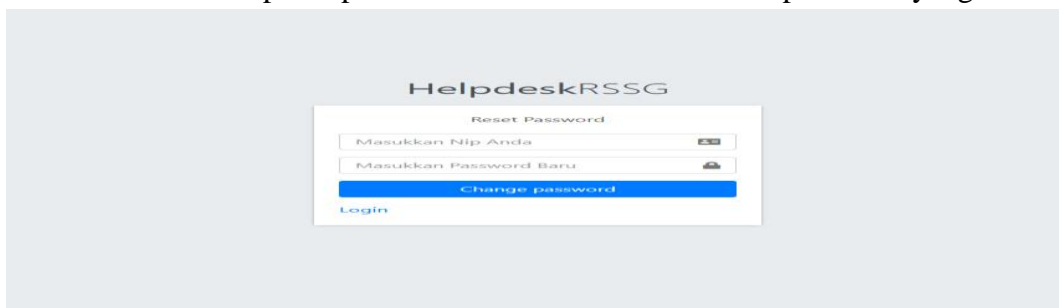 HelpdeskRSSG
Reset Password
Masukkan Nip Anda
Masukkan Password Baru
Change password
Login